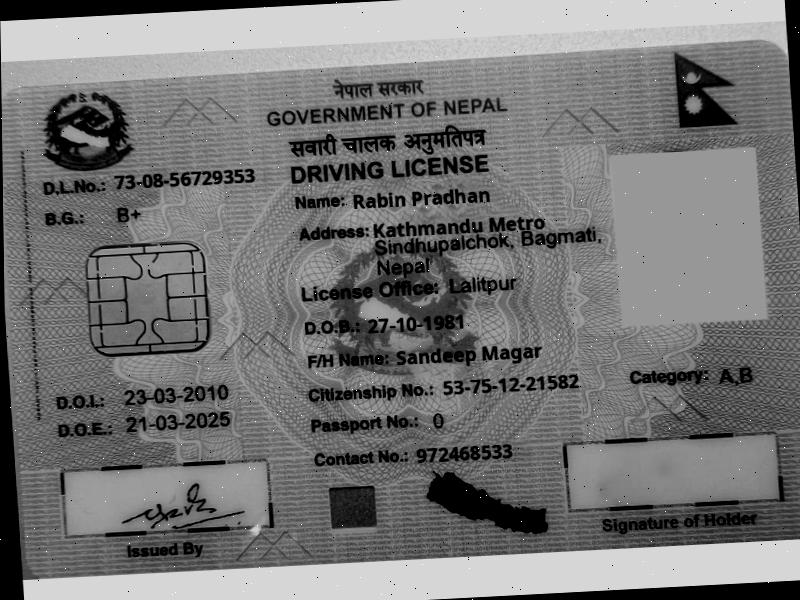 नेपाल सरकार
GOVERNMENT OF NEPAL
सवारी चालक अनुमतिपत्र
DRIVING LICENSE
D.L.No.: 73-08-56729353
B.G.: B+
Name: Rabin Pradhan
Address: Kathmandu Metro
Sindhupalchok, Bagmati,
Nepal
License Office: Lalitpur
D.O.B.: 27-10-1981
F/H Name: Sandeep Magar
Citizenship No.: 53-75-12-21582
Category: A,B
D.O.I.: 23-03-2010
D.O.E.: 21-03-2025
Passport No.: 0
Contact No.: 972468533
Issued By
Signature of Holder